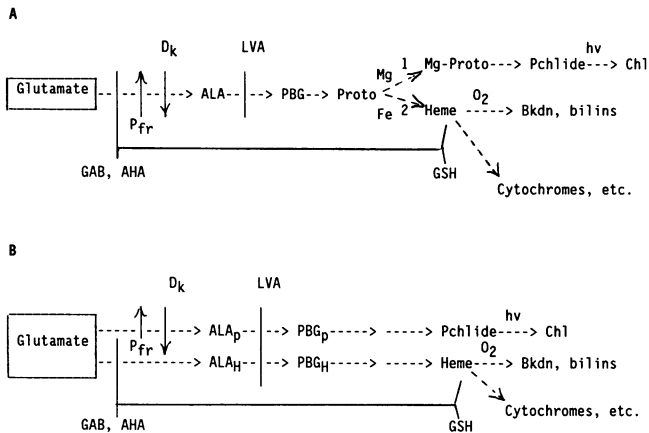 A
Dk LVA hν
Mg 1 Mg-Proto ---> Pchlide ---> Chl
Glutamate ---> ALA ---> PBG --> Proto
O2
Pfr Fe 2 Heme ---> Bkdn, bilins
GAB, AHA GSH
Cytochromes, etc.
B
Dk LVA
hν
Glutamate Pfr ---> ALAp ---> PBGp ----> ----> Pchlide ----> Chl
O2
---> ALAH ---> PBGH ----> ----> Heme ---> Bkdn, bilins
Cytochromes, etc.
GAB, AHA GSH